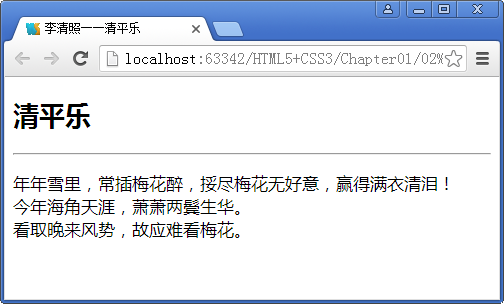 李清照一一清平乐
localhost:63342/HTML5+CSS3/Chapter01/02%
清平乐
年年雪里，常插梅花醉，挼尽梅花无好意，赢得满衣清泪！
今年海角天涯，萧萧两鬓生华。
看取晚来风势，故应难看梅花。